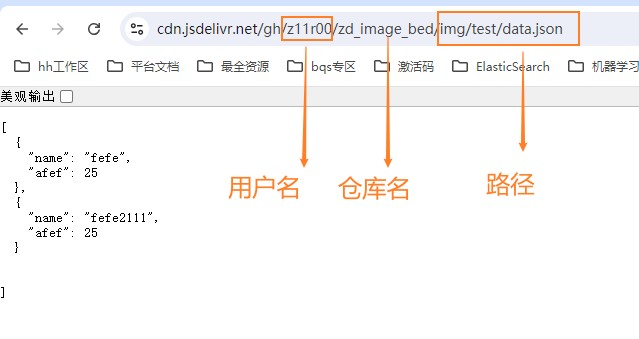 cdn.jsdelivr.net/gh/z11r00/zd_image_bed/img/test/data.json
hh工作区 平台文档 最全资源 bqs专区 激活码 ElasticSearch 机器学习
美观输出
[
{
"name": "fefe",
"afef": 25
},
{
"name": "fefe2111",
"afef": 25
}
]
用户名 仓库名 路径